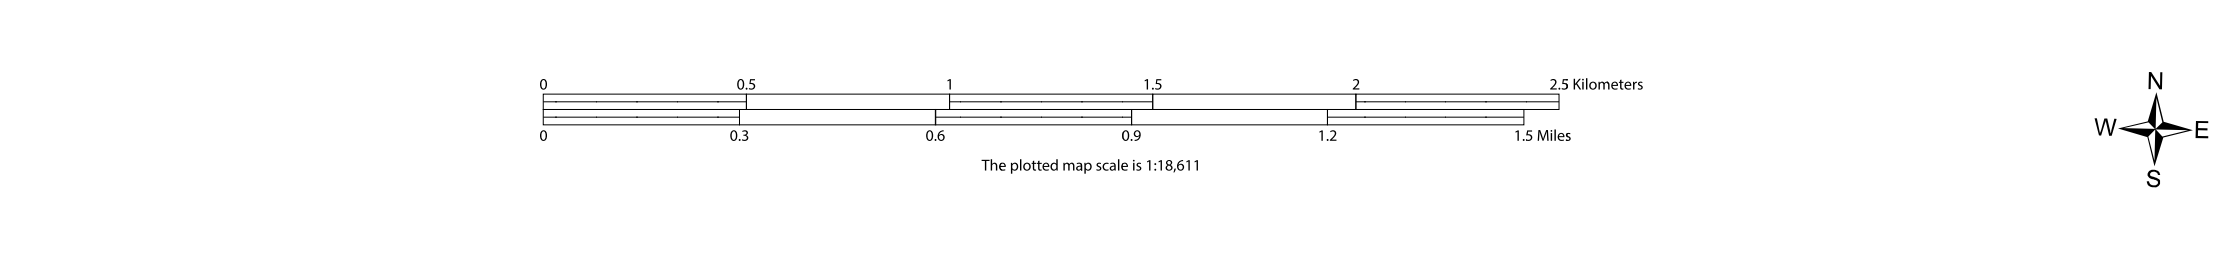 0 0.5 1 1.5 2 2.5 Kilometers
0 0.3 0.6 0.9 1.2 1.5 Miles
The plotted map scale is 1:18,611
N
W E
S